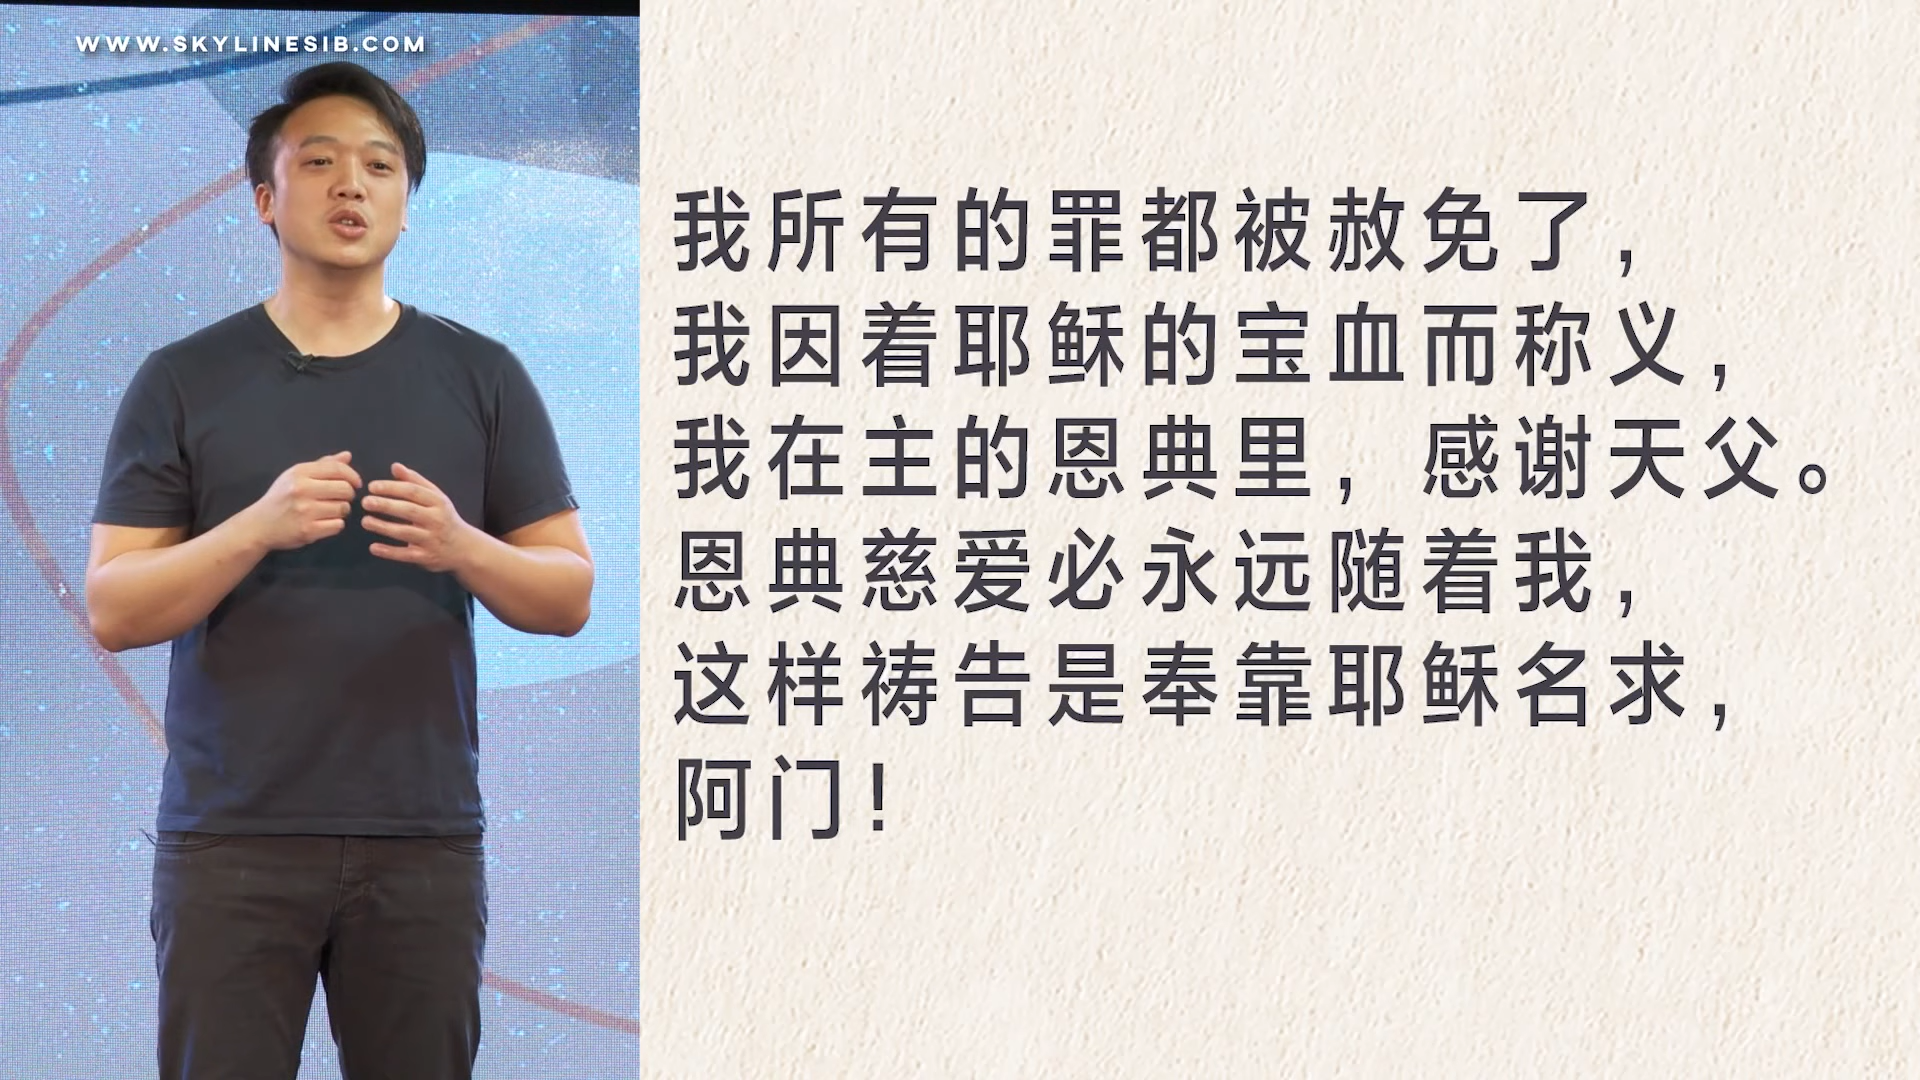 WWW.SKYLINESIB.COM
我所有的罪都被赦免了，
我因着耶稣的宝血而称义，
我在主的恩典里，感谢天父。
恩典慈爱必永远随着我，
这样祷告是奉靠耶稣名求，
阿门！